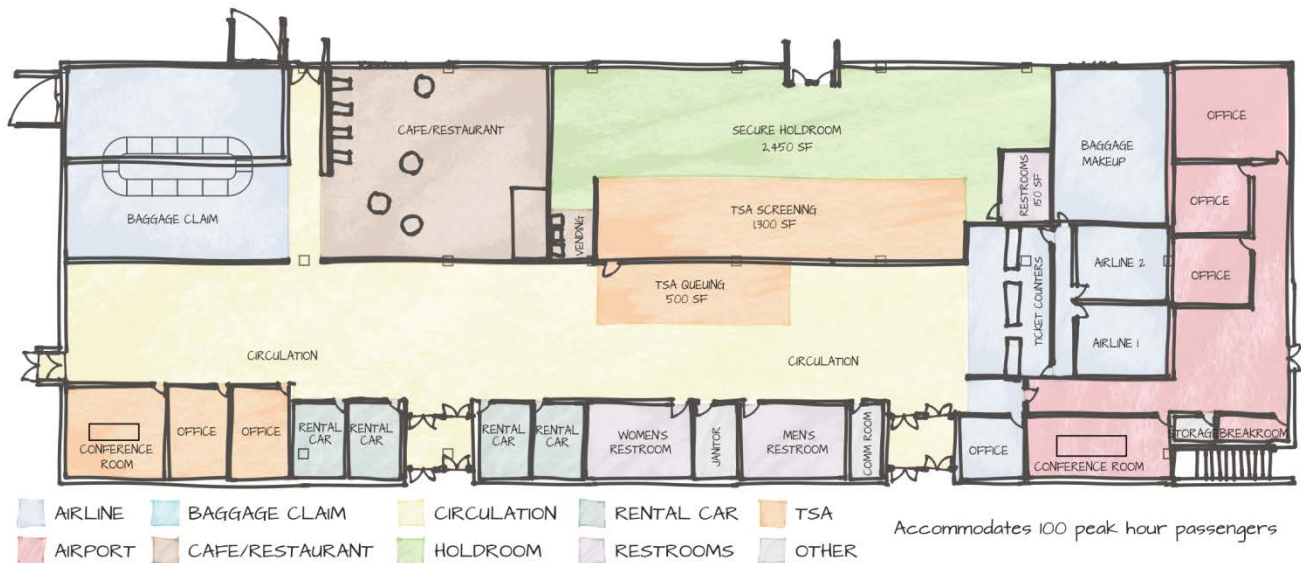 CAFE/RESTAURANT
SECURE HOLDROOM
2,450 SF
OFFICE
BAGGAGE
MAKEUP
RESTROOMS
150 SF
BAGGAGE CLAIM
VENDING
TSA SCREENING
1300 SF
OFFICE
TSA QUEUING
500 SF
TICKET COUNTERS
AIRLINE 2
OFFICE
AIRLINE 1
CIRCULATION
CIRCULATION
CONFERENCE
ROOM
OFFICE
OFFICE
RENTAL
CAR
RENTAL
CAR
RENTAL
CAR
RENTAL
CAR
WOMEN'S
RESTROOM
JANITOR
MEN'S
RESTROOM
COMM ROOM
OFFICE
CONFERENCE ROOM
STORAGE
BREAKROOM
AIRLINE
BAGGAGE CLAIM
CIRCULATION
RENTAL CAR
TSA
AIRPORT
CAFE/RESTAURANT
HOLDROOM
RESTROOMS
OTHER
Accommodates 100 peak hour passengers